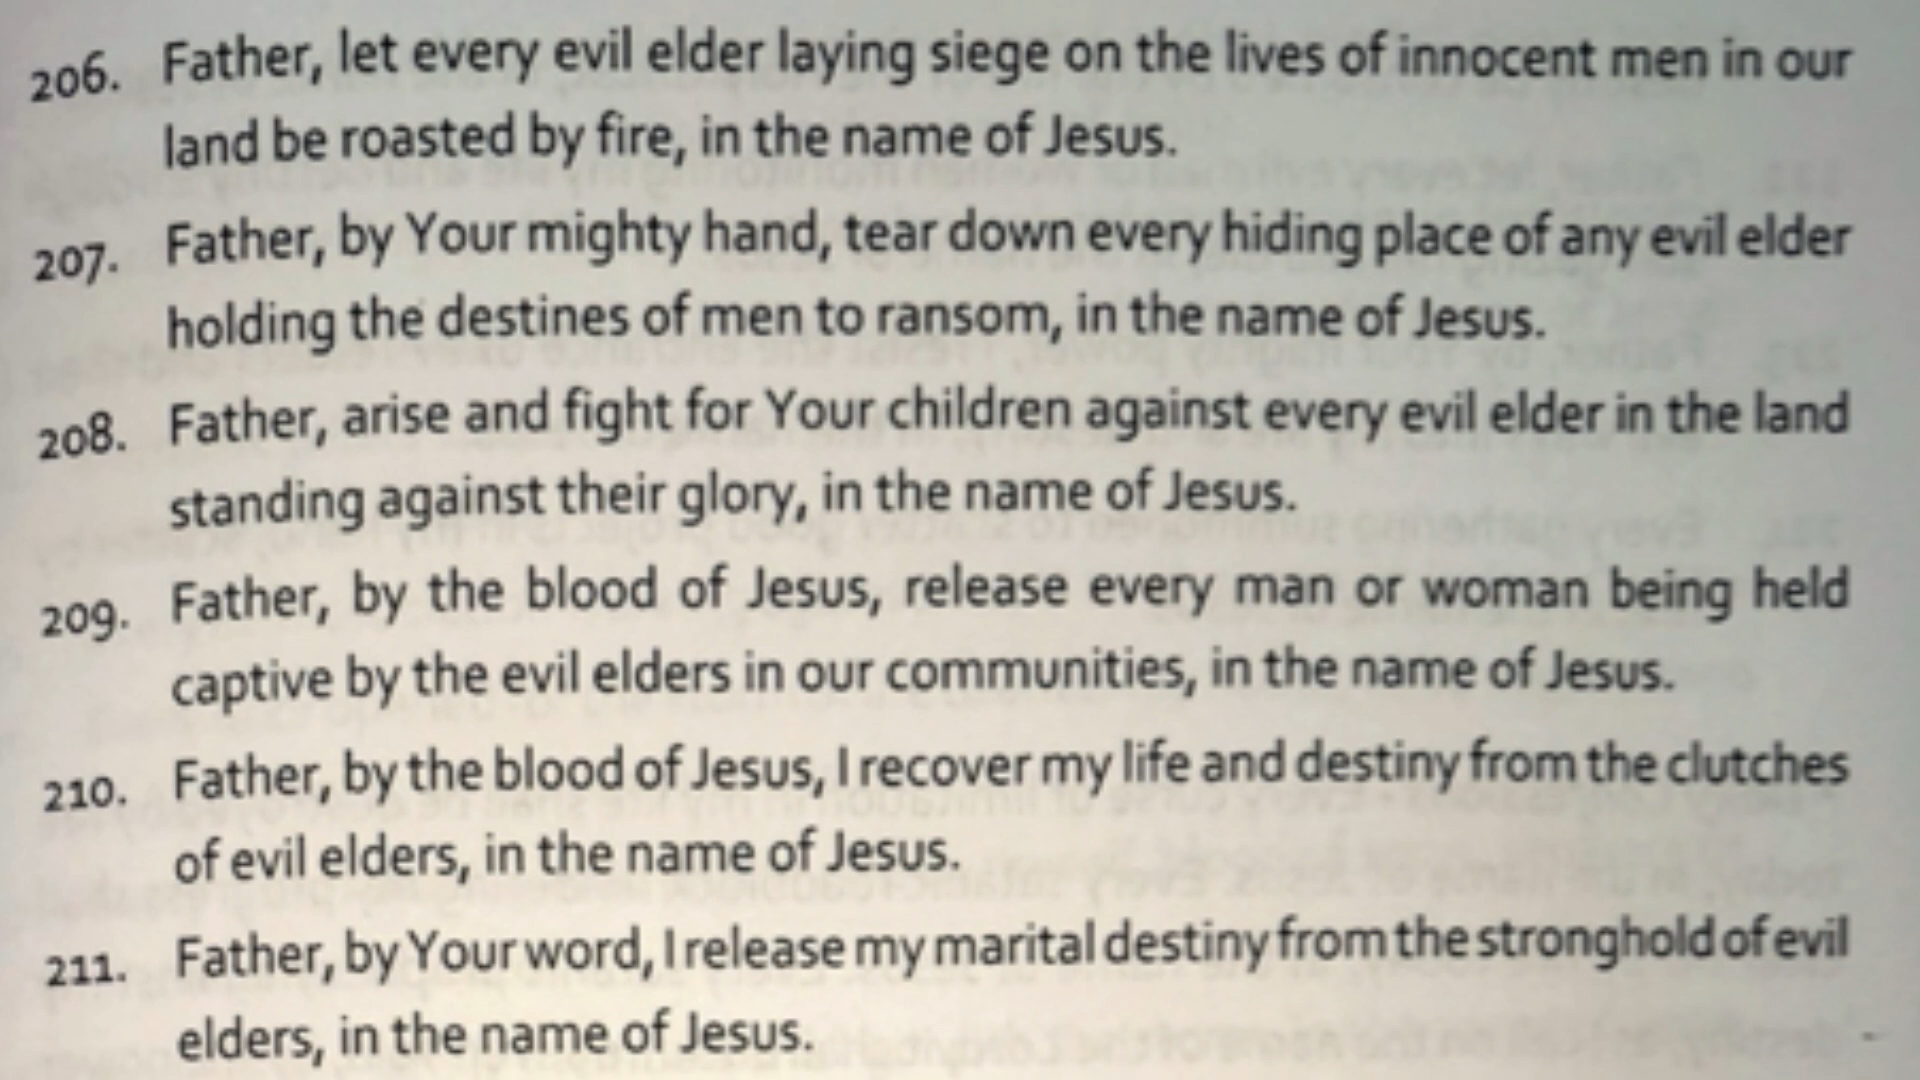 206. Father, let every evil elder laying siege on the lives of innocent men in our
land be roasted by fire, in the name of Jesus.
207. Father, by Your mighty hand, tear down every hiding place of any evil elder
holding the destines of men to ransom, in the name of Jesus.
208. Father, arise and fight for Your children against every evil elder in the land
standing against their glory, in the name of Jesus.
209. Father, by the blood of Jesus, release every man or woman being held
captive by the evil elders in our communities, in the name of Jesus.
210. Father, by the blood of Jesus, I recover my life and destiny from the clutches
of evil elders, in the name of Jesus.
211. Father, by Your word, I release my marital destiny from the stronghold of evil
elders, in the name of Jesus.